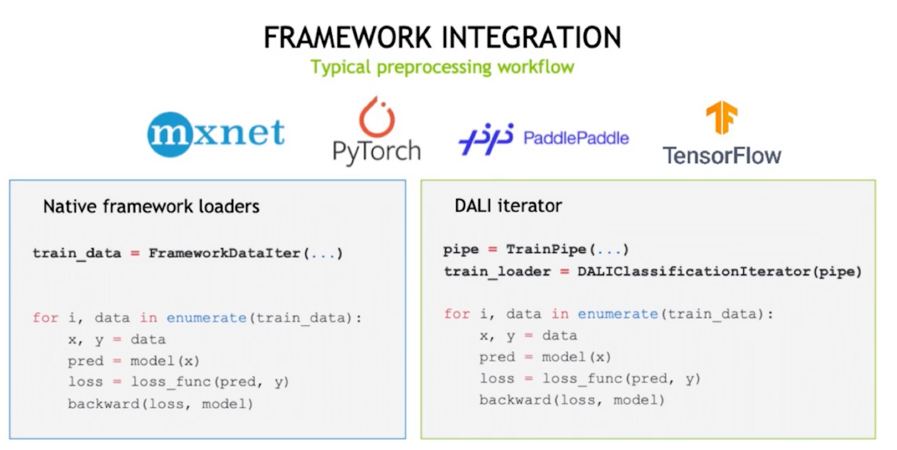 FRAMEWORK INTEGRATION
Typical preprocessing workflow
mxnet
PyTorch
PaddlePaddle
TensorFlow
Native framework loaders
train_data = FrameworkDataIter(...)
for i, data in enumerate(train_data):
    x, y = data
    pred = model(x)
    loss = loss_func(pred, y)
    backward(loss, model)
DALI iterator
pipe = TrainPipe(...)
train_loader = DALIClassificationIterator(pipe)
for i, data in enumerate(train_data):
    x, y = data
    pred = model(x)
    loss = loss_func(pred, y)
    backward(loss, model)